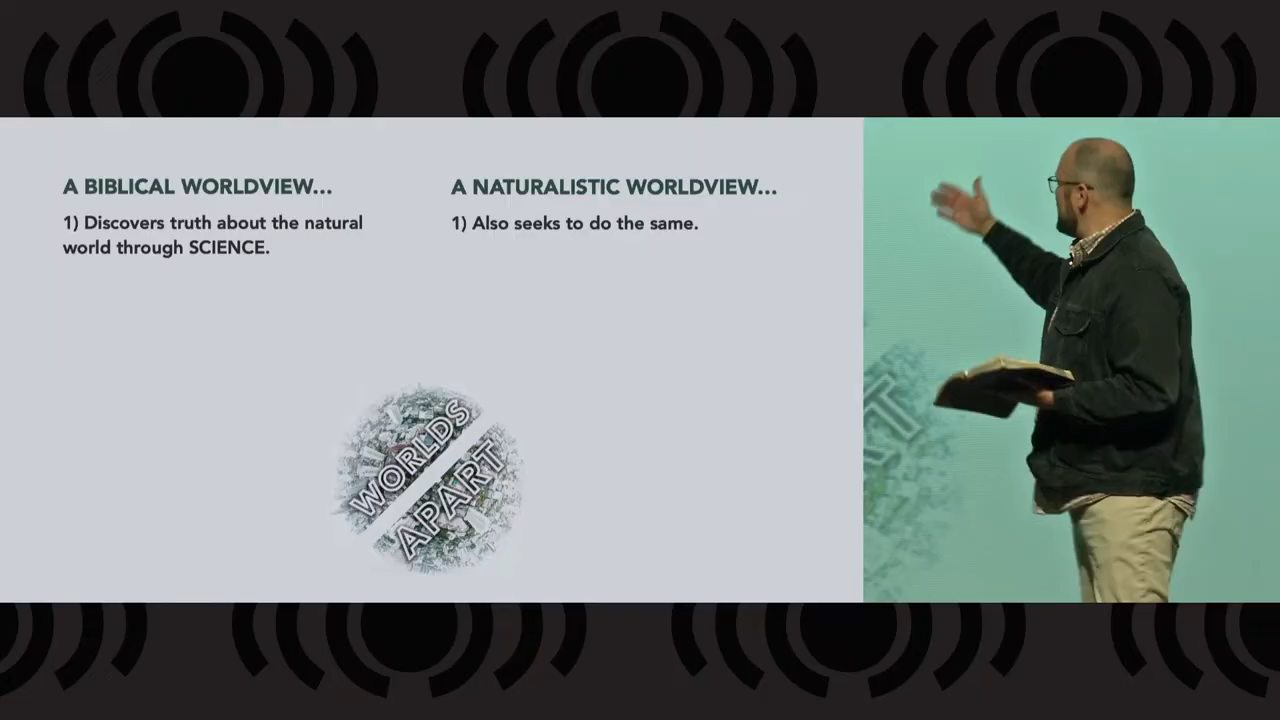 A BIBLICAL WORLDVIEW...
1) Discovers truth about the natural
world through SCIENCE.
A NATURALISTIC WORLDVIEW...
1) Also seeks to do the same.
WORLDS
APART